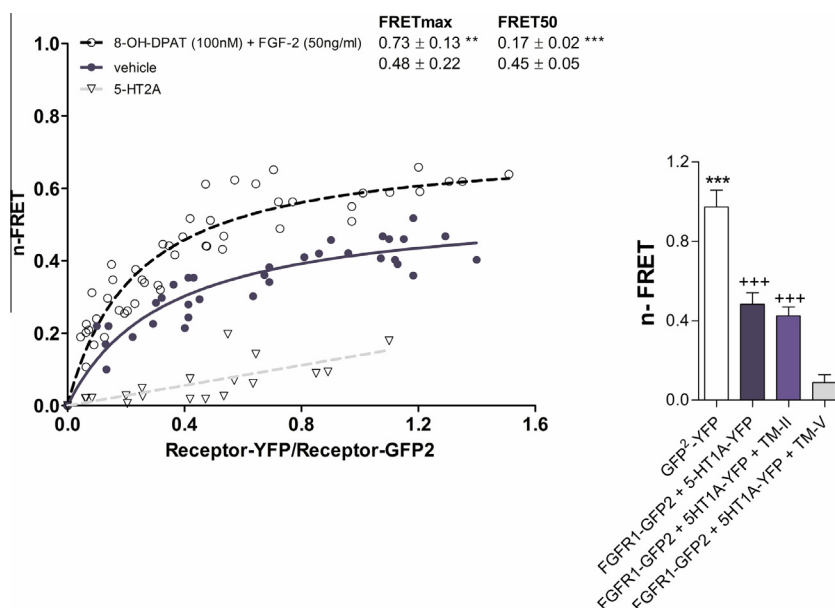 FRETmax FRET50
8-OH-DPAT (100nM) + FGF-2 (50ng/ml) 0.73 ± 0.13 ** 0.17 ± 0.02 ***
vehicle 0.48 ± 0.22 0.45 ± 0.05
5-HT2A
n-FRET
1.0
0.8
0.6
0.4
0.2
0.0
0.0 0.4 0.8 1.2 1.6
Receptor-YFP/Receptor-GFP2
n- FRET
1.2
0.8
0.4
0.0
***
+++
+++
GFP²-YFP
FGFR1-GFP2 + 5-HT1A-YFP
FGFR1-GFP2 + 5HT1A-YFP + TM-II
FGFR1-GFP2 + 5HT1A-YFP + TM-V